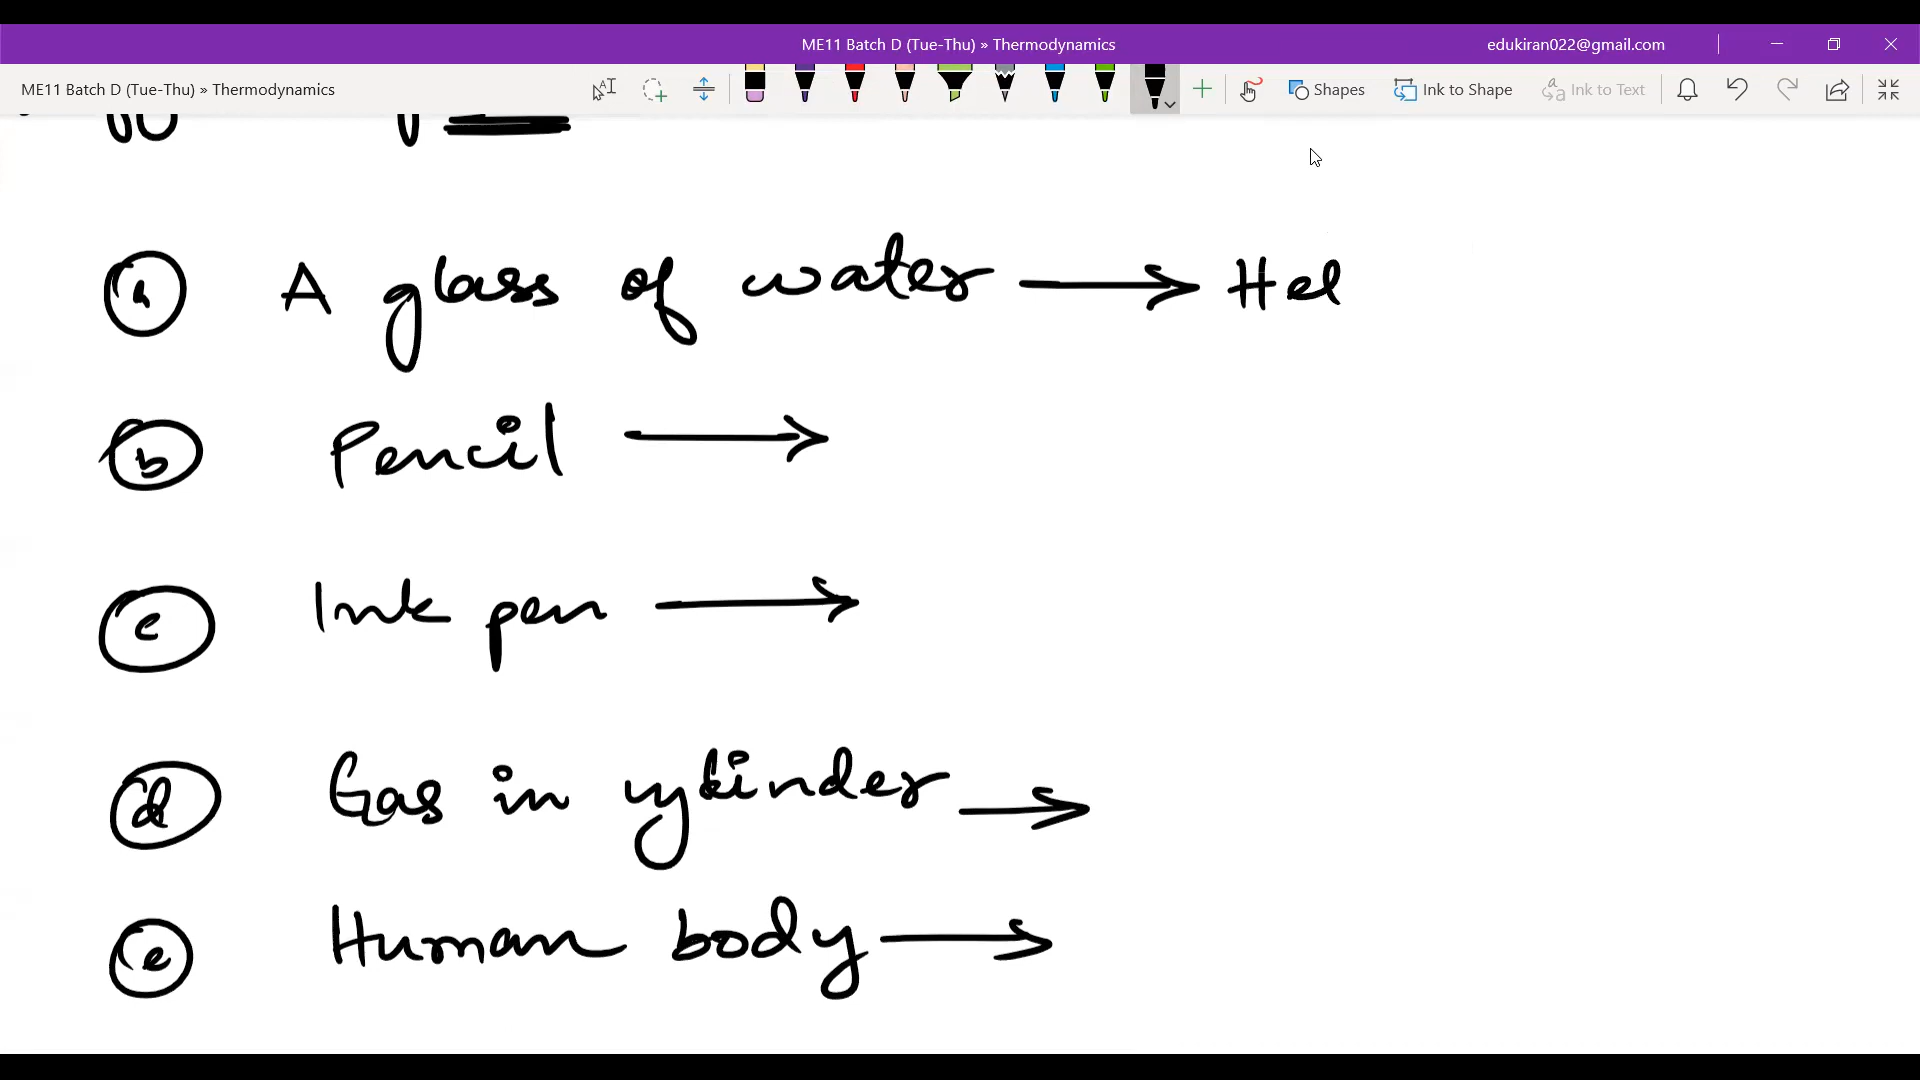 ME11 Batch D (Tue-Thu) » Thermodynamics edukiran022@gmail.com
ME11 Batch D (Tue-Thu) » Thermodynamics Shapes Ink to Shape Ink to Text
a A glass of water → Hel
b Pencil →
c Ink pen →
d Gas in cylinder →
e Human body →